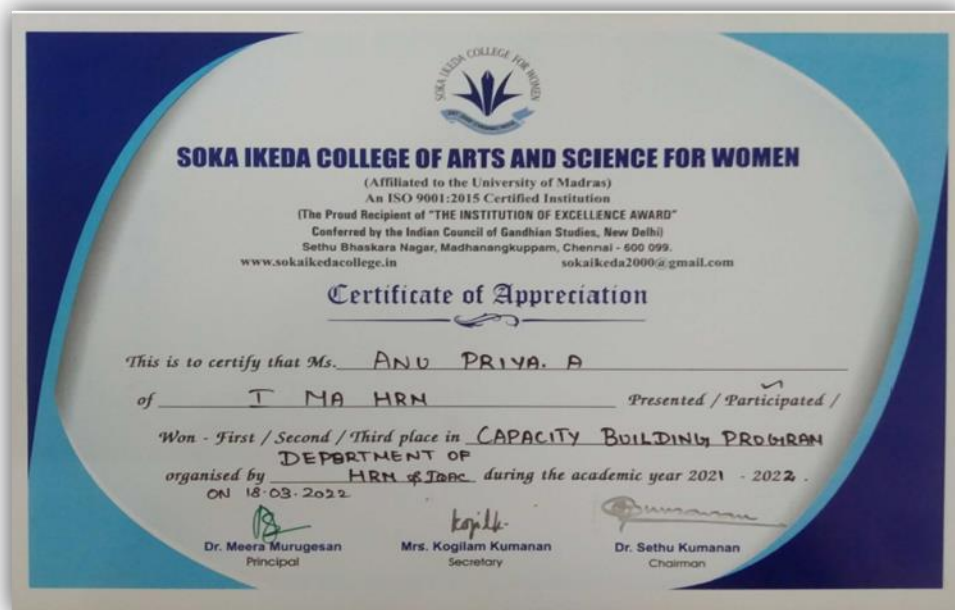 SOKA IKEDA COLLEGE FOR WOMEN
SOKA IKEDA COLLEGE OF ARTS AND SCIENCE FOR WOMEN
(Affiliated to the University of Madras)
An ISO 9001:2015 Certified Institution
(The Proud Recipient of "THE INSTITUTION OF EXCELLENCE AWARD"
Conferred by the Indian Council of Gandhian Studies, New Delhi)
Sethu Bhaskara Nagar, Madhanangkuppam, Chennai - 600 099.
www.sokaikedacollege.in sokaikeda2000@gmail.com
Certificate of Appreciation
This is to certify that Ms. ANU PRIYA. A
of I MA HRM Presented / Participated /
Won - First / Second / Third place in CAPACITY BUILDING PROGRAM
DEPARTMENT OF
organised by HRM & IQAC during the academic year 2021 - 2022.
ON 18-03-2022
Dr. Meera Murugesan Mrs. Kogilam Kumanan Dr. Sethu Kumanan
Principal Secretary Chairman